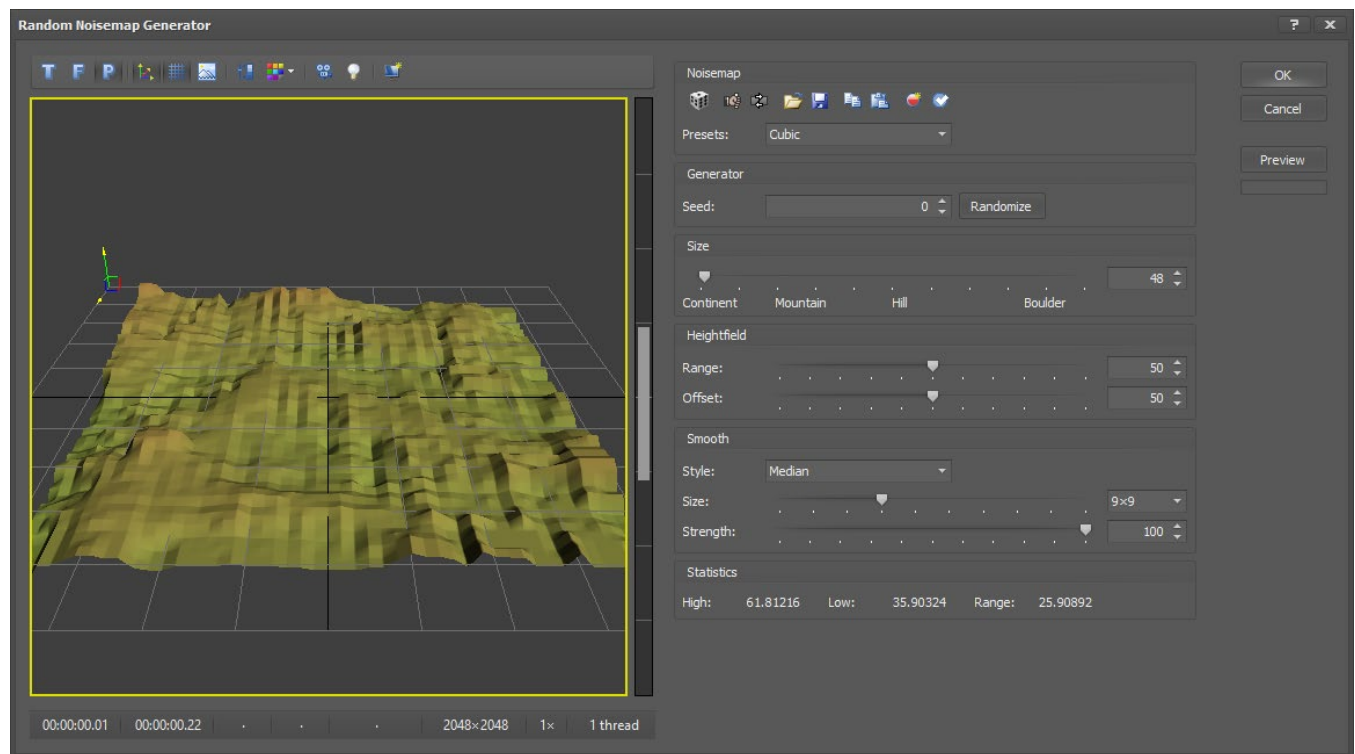 Random Noisemap Generator
? x
T F P
Noisemap
Presets: Cubic
Generator
Seed: 0 Randomize
Size
48
Continent Mountain Hill Boulder
Heightfield
Range: 50
Offset: 50
Smooth
Style: Median
Size: 9×9
Strength: 100
Statistics
High: 61.81216 Low: 35.90324 Range: 25.90892
OK
Cancel
Preview
00:00:00.01 00:00:00.22 2048×2048 1× 1 thread